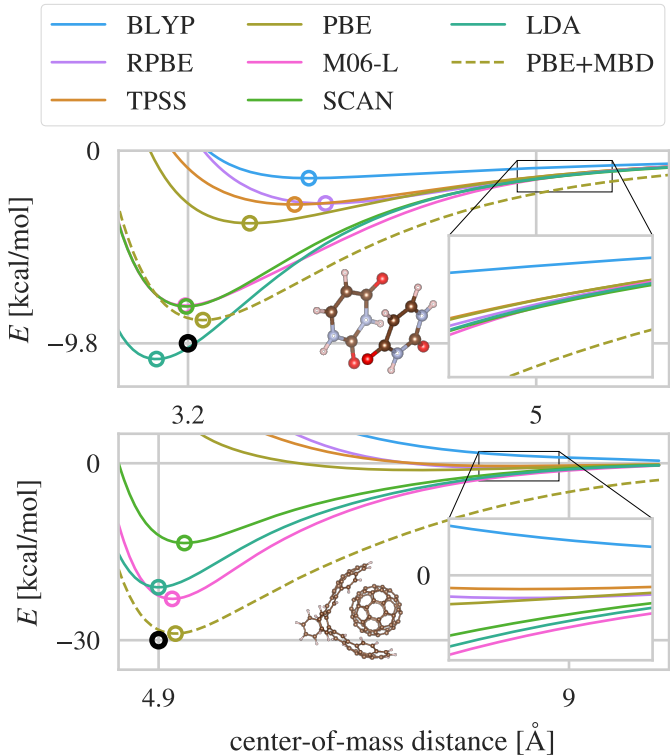 BLYP PBE LDA
RPBE M06-L PBE+MBD
TPSS SCAN
0
E [kcal/mol]
−9.8
3.2 5
0
E [kcal/mol]
0
−30
4.9 9
center-of-mass distance [Å]